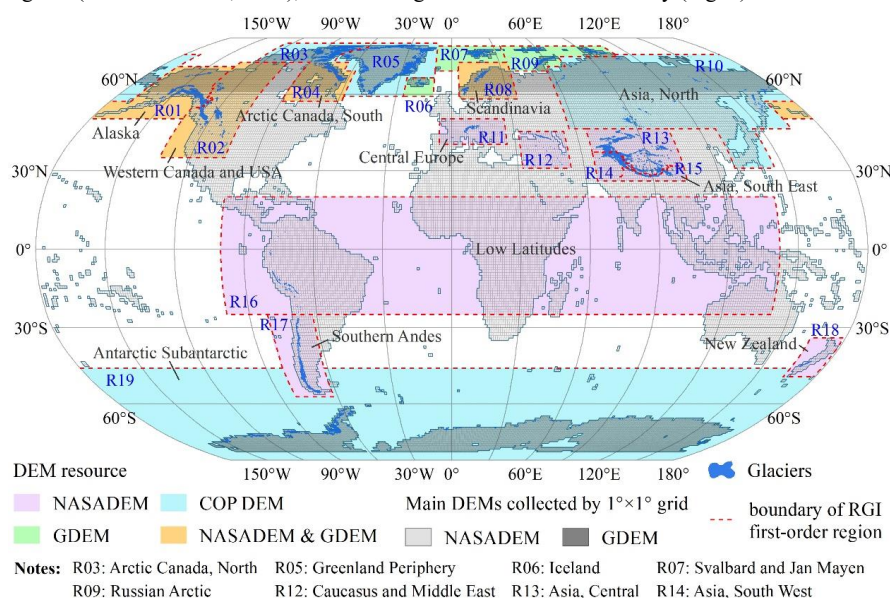 150°W 90°W 30°W 0° 60°E 120°E 180°
R03 R05 R07 R09 R10
60°N 60°N
R01 R04 R06 R08 Asia, North
Alaska Arctic Canada, South Scandinavia
R02 R11 R13
Western Canada and USA Central Europe R12 R14 R15
30°N Asia, South East 30°N
0° Low Latitudes 0°
R16
30°S R17 R18 30°S
Antarctic Subantarctic Southern Andes New Zealand
R19
60°S 60°S
150°W 90°W 30°W 0° 60°E 120°E 180°
DEM resource Glaciers
NASADEM COP DEM Main DEMs collected by 1°×1° grid boundary of RGI
GDEM NASADEM & GDEM NASADEM GDEM first-order region
Notes: R03: Arctic Canada, North R05: Greenland Periphery R06: Iceland R07: Svalbard and Jan Mayen
R09: Russian Arctic R12: Caucasus and Middle East R13: Asia, Central R14: Asia, South West